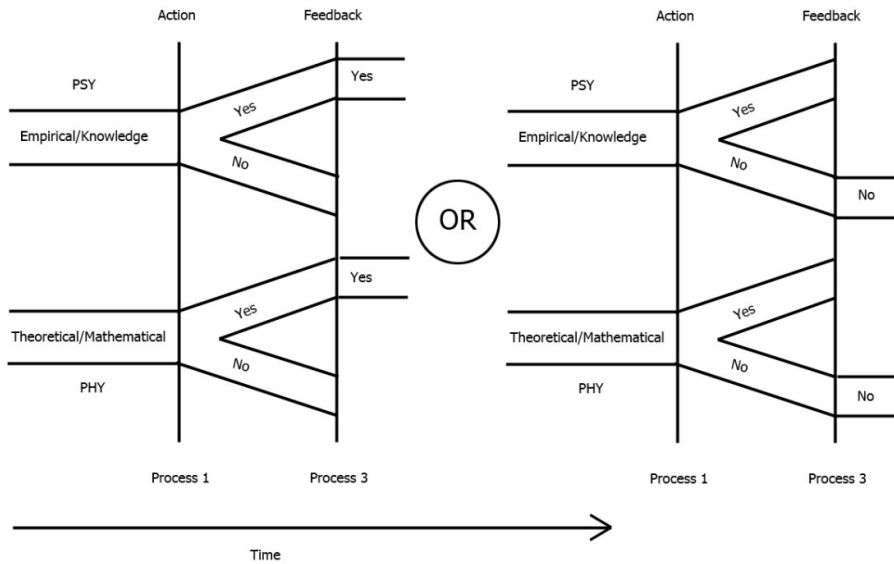 Action
Feedback
PSY
Yes
Yes
Empirical/Knowledge
No
Yes
Yes
Theoretical/Mathematical
No
PHY
Process 1
Process 3
OR
Action
Feedback
PSY
Yes
Empirical/Knowledge
No
No
Yes
Theoretical/Mathematical
No
No
PHY
Process 1
Process 3
Time